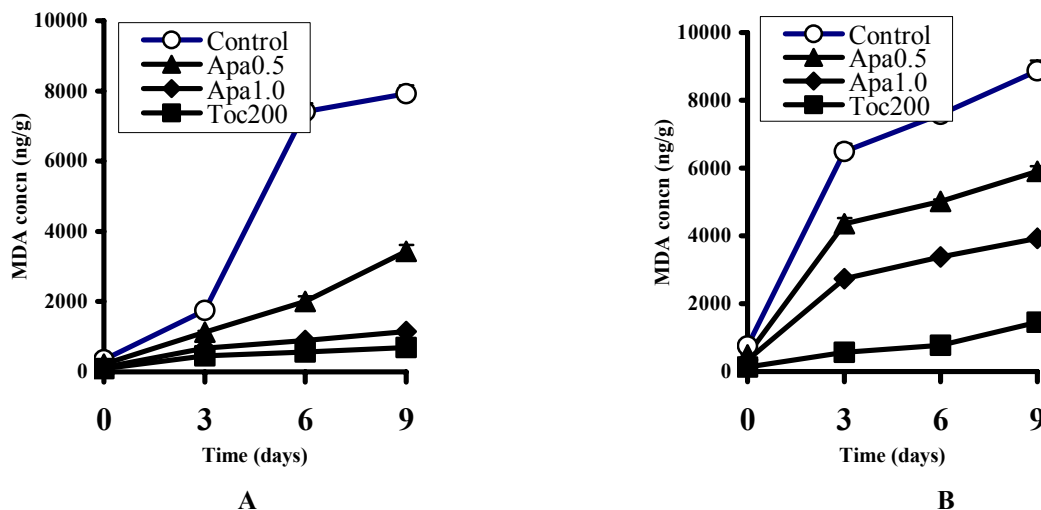 10000
8000
6000
4000
2000
0
MDA concn (ng/g)
Control
Apa0.5
Apa1.0
Toc200
0 3 6 9
Time (days)
A
10000
8000
6000
4000
2000
0
MDA concn (ng/g)
Control
Apa0.5
Apa1.0
Toc200
0 3 6 9
Time (days)
B